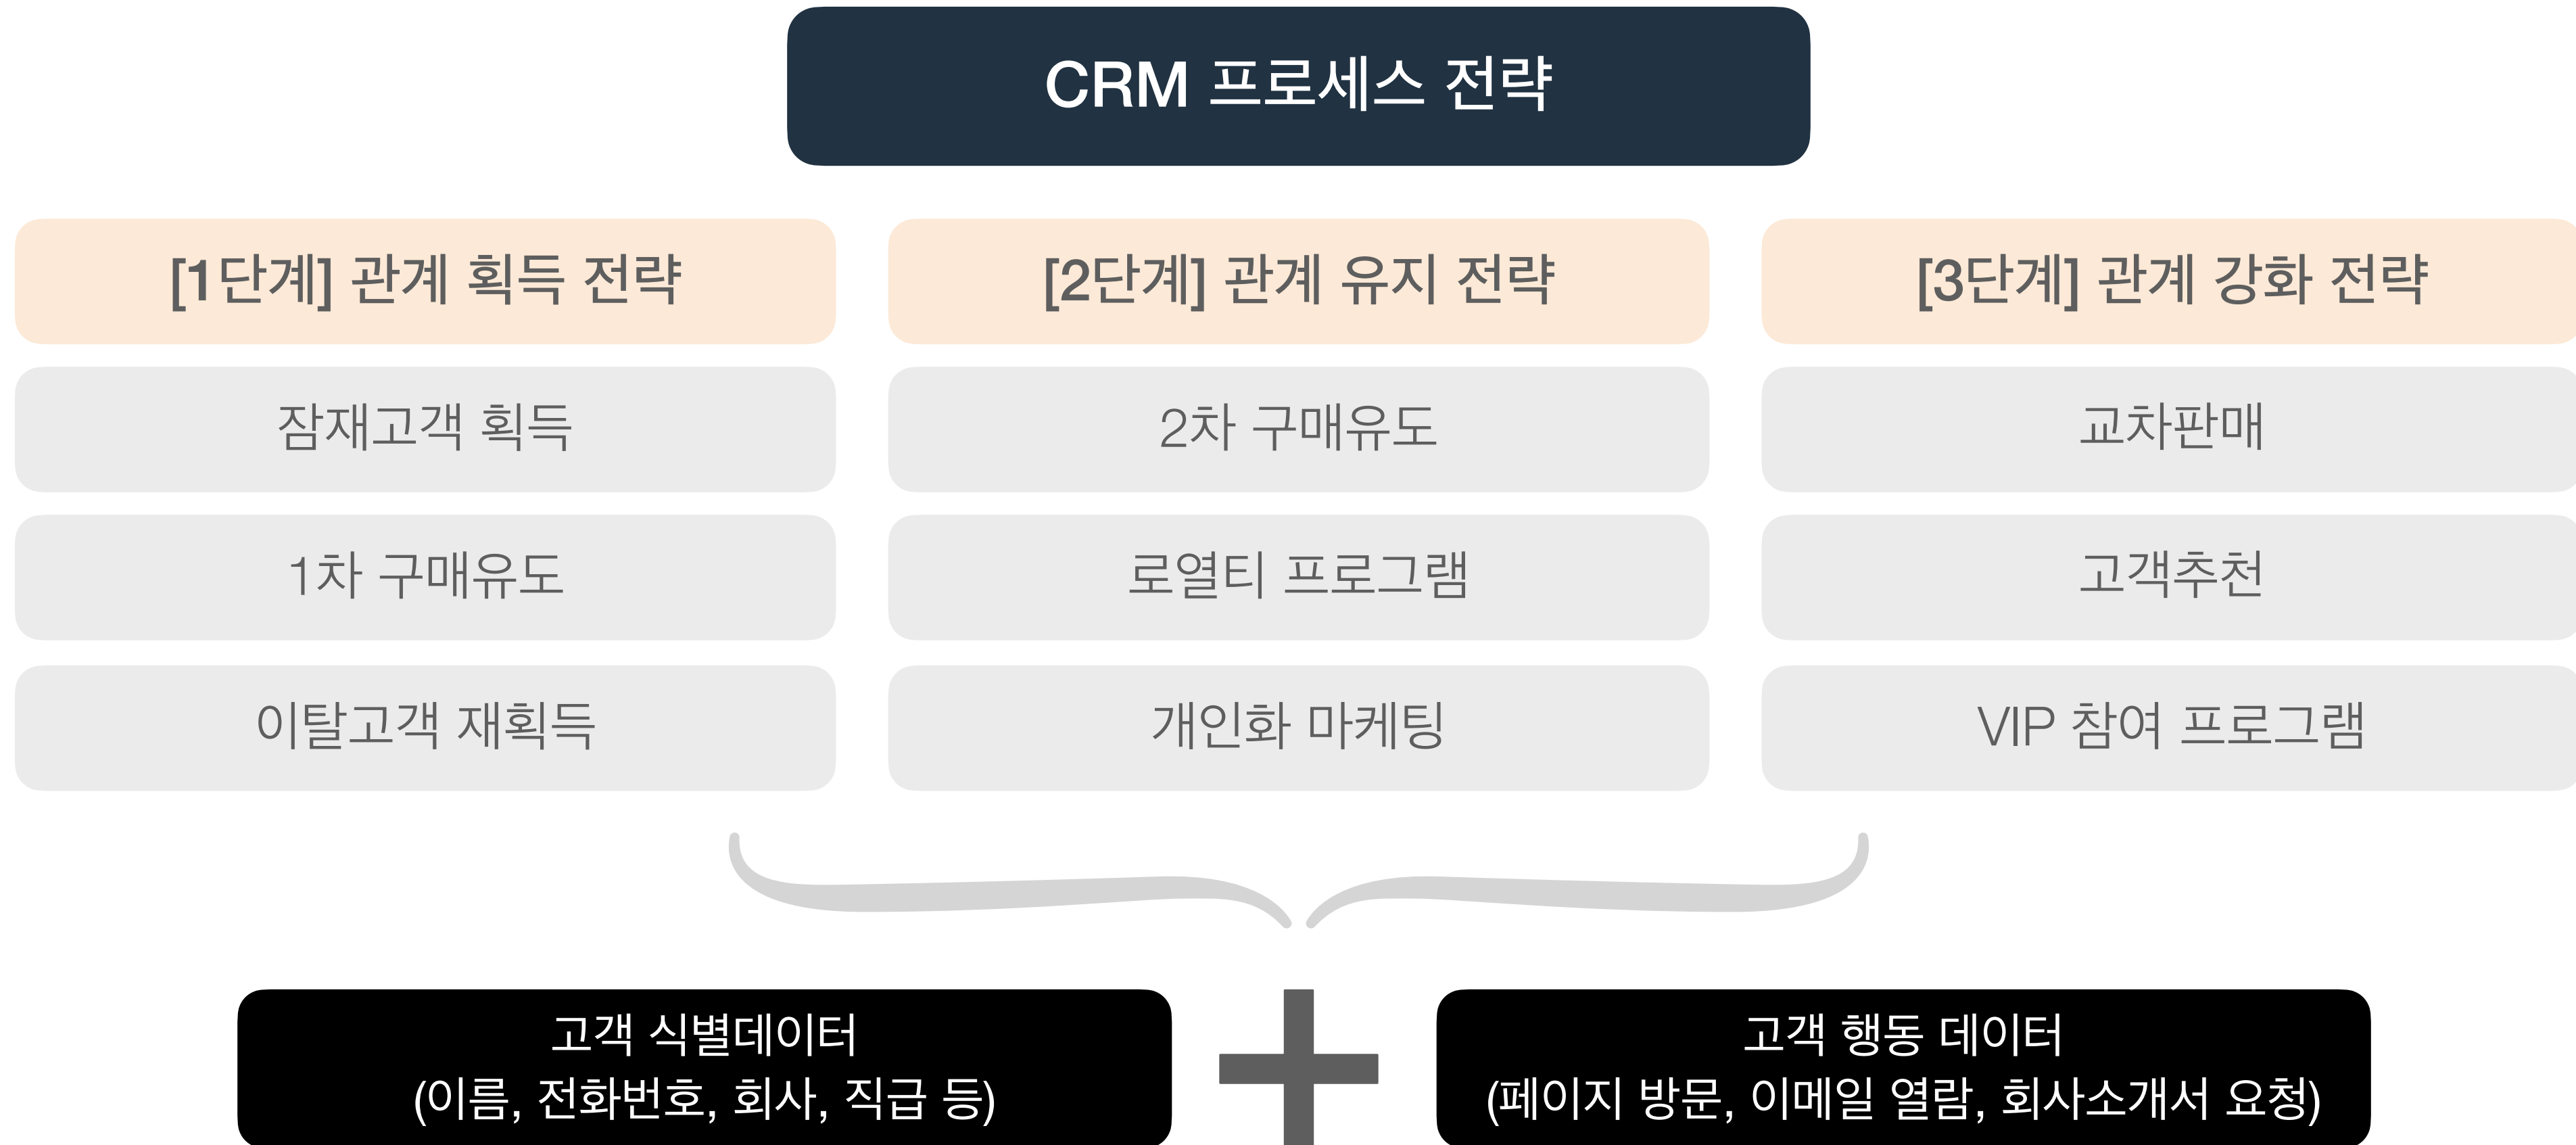 CRM 프로세스 전략
[1단계] 관계 획득 전략
잠재고객 획득
1차 구매유도
이탈고객 재획득
[2단계] 관계 유지 전략
2차 구매유도
로열티 프로그램
개인화 마케팅
[3단계] 관계 강화 전략
교차판매
고객추천
VIP 참여 프로그램
고객 식별데이터
(이름, 전화번호, 회사, 직급 등)
고객 행동 데이터
(페이지 방문, 이메일 열람, 회사소개서 요청)